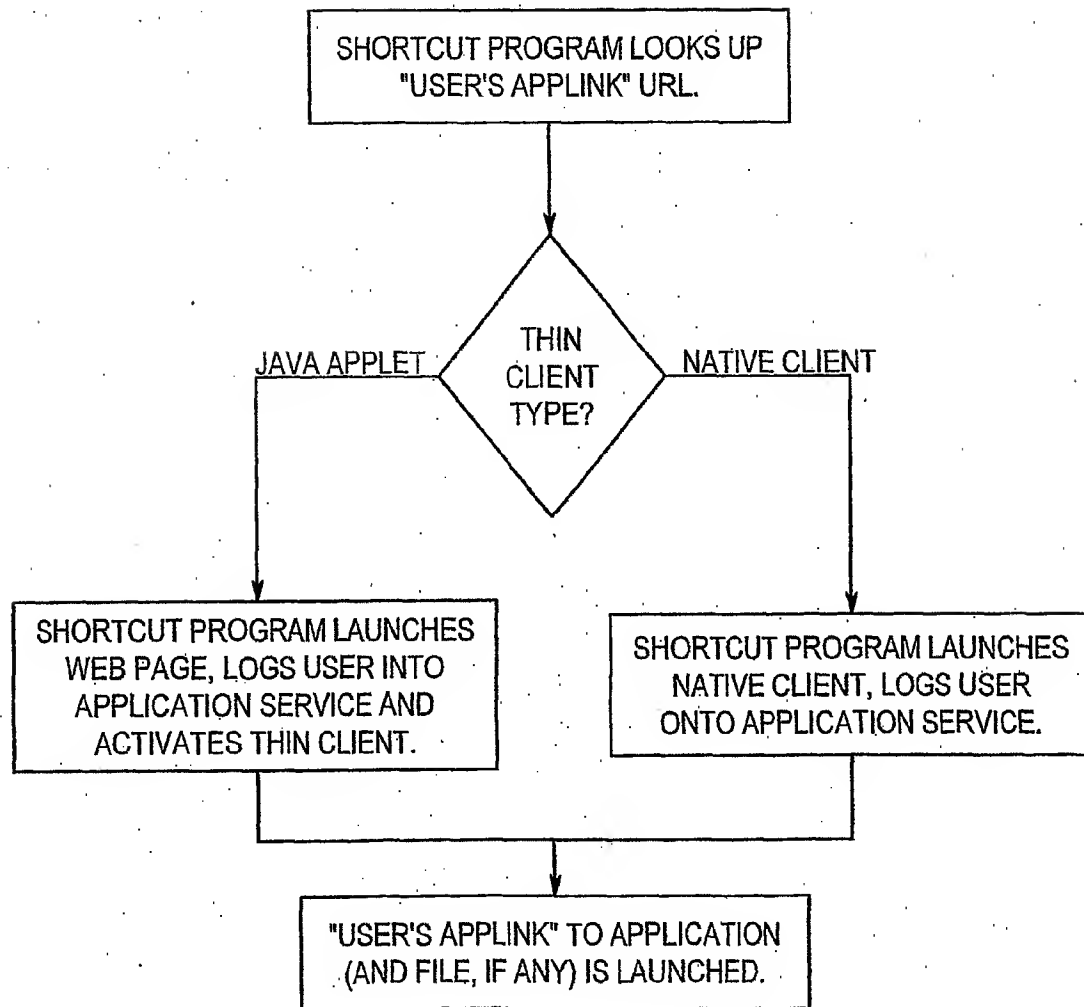 SHORTCUT PROGRAM LOOKS UP
"USER'S APPLINK" URL.
THIN
CLIENT
TYPE?
JAVA APPLET
NATIVE CLIENT
SHORTCUT PROGRAM LAUNCHES
WEB PAGE, LOGS USER INTO
APPLICATION SERVICE AND
ACTIVATES THIN CLIENT.
SHORTCUT PROGRAM LAUNCHES
NATIVE CLIENT, LOGS USER
ONTO APPLICATION SERVICE.
"USER'S APPLINK" TO APPLICATION
(AND FILE, IF ANY) IS LAUNCHED.